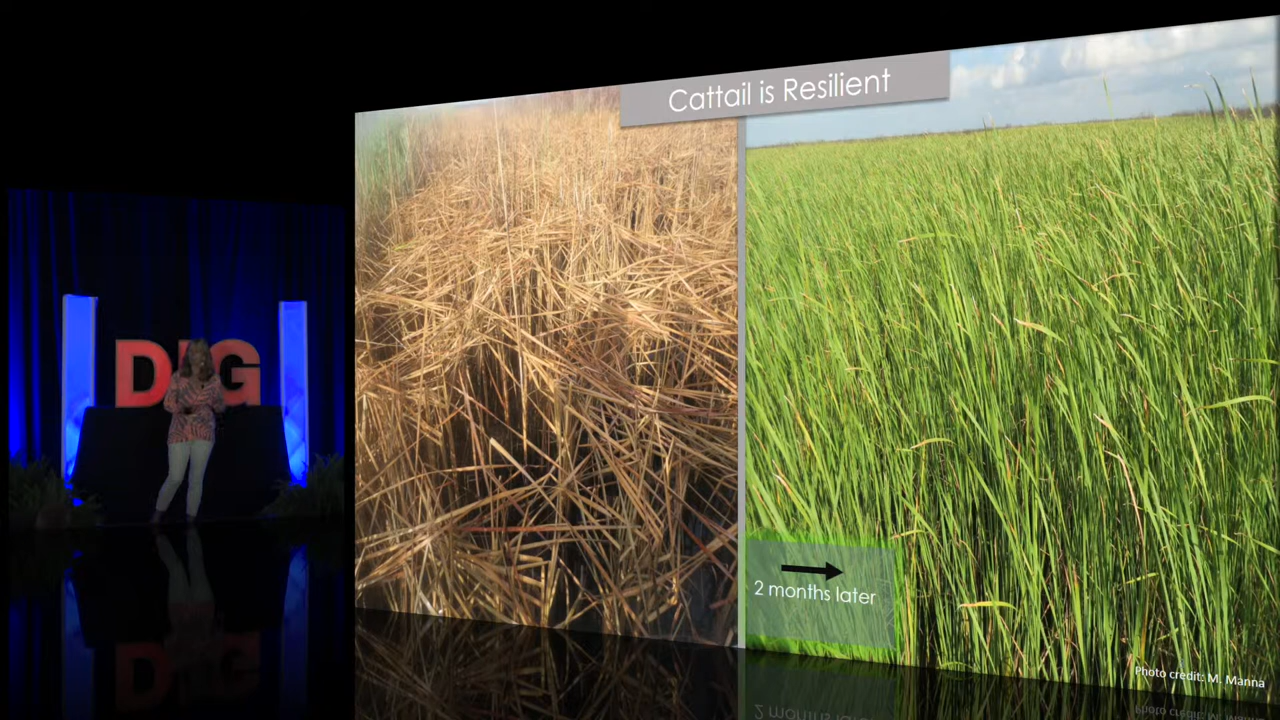 Cattail is Resilient
DIG
2 months later
Photo credit: M. Manna